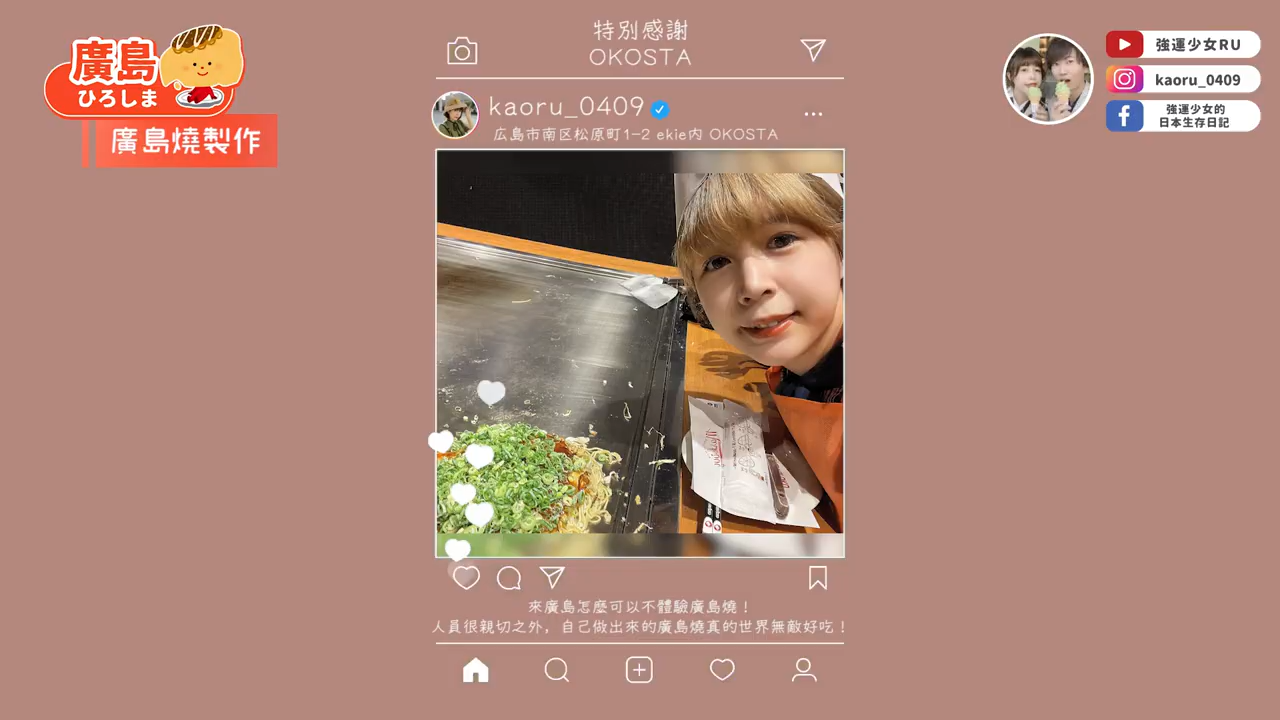 廣島
ひろしま
廣島燒製作
特別感謝
OKOSTA
kaoru_0409
広島市南区松原町1-2 ekie内 OKOSTA
強運少女RU
kaoru_0409
強運少女的
日本生存日記
來廣島怎麼可以不體驗廣島燒！
人員很親切之外，自己做出來的廣島燒真的世界無敵好吃！